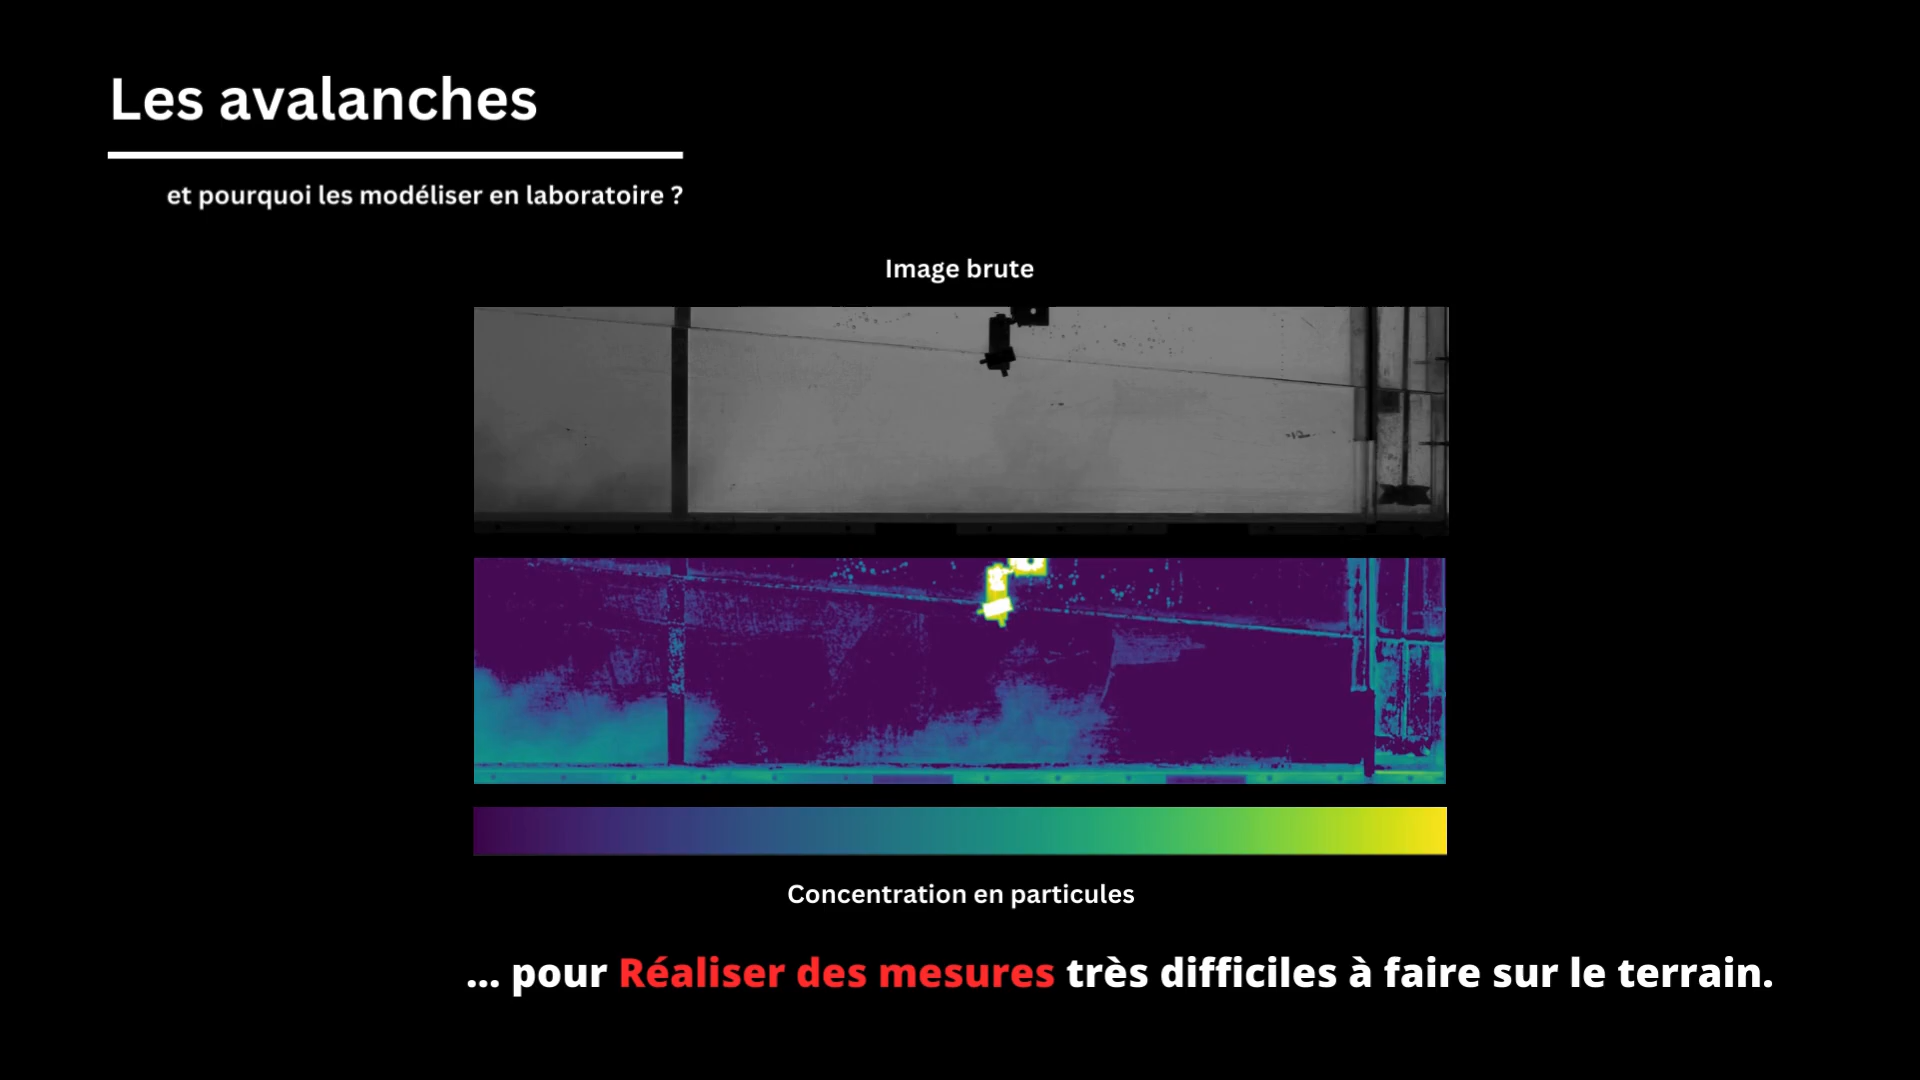 Les avalanches
et pourquoi les modéliser en laboratoire ?
Image brute
Concentration en particules
... pour Réaliser des mesures très difficiles à faire sur le terrain.